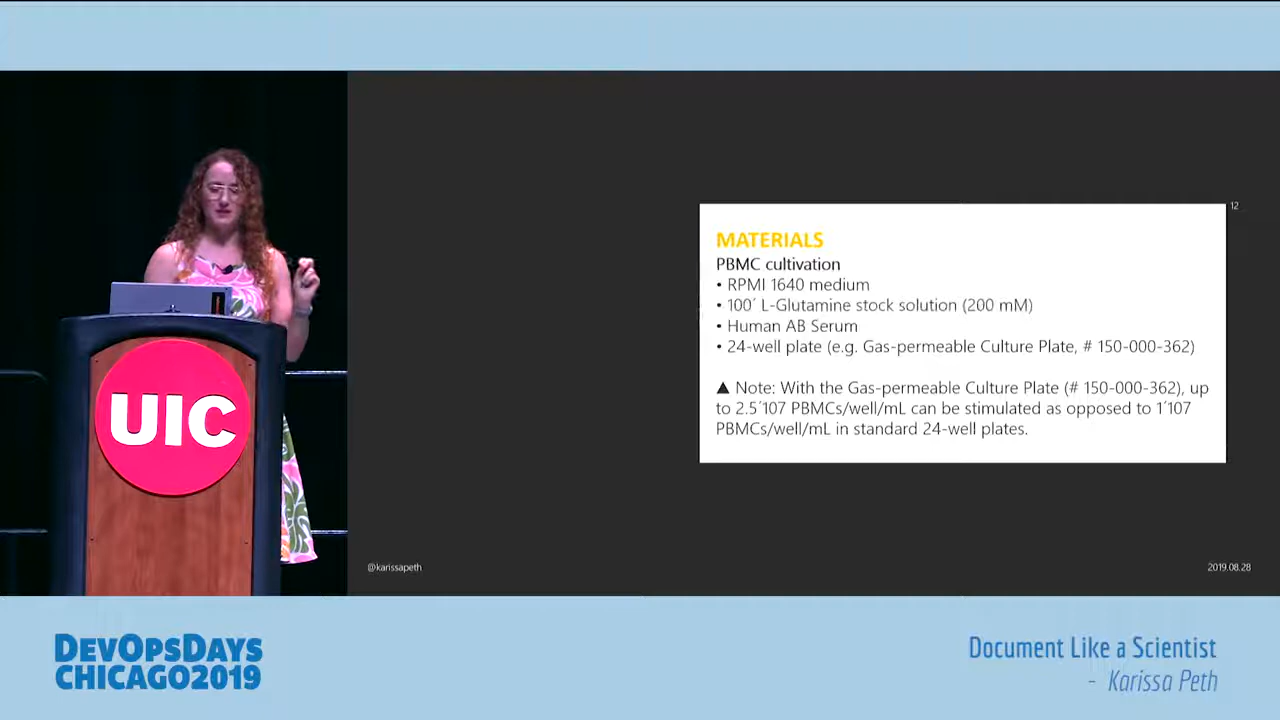 12
MATERIALS
PBMC cultivation
• RPMI 1640 medium
• 100´ L-Glutamine stock solution (200 mM)
• Human AB Serum
• 24-well plate (e.g. Gas-permeable Culture Plate, # 150-000-362)
▲ Note: With the Gas-permeable Culture Plate (# 150-000-362), up
to 2.5´107 PBMCs/well/mL can be stimulated as opposed to 1´107
PBMCs/well/mL in standard 24-well plates.
UIC
@karissapeth
2019.08.28
DEVOPSDAYS
CHICAGO2019
Document Like a Scientist
- Karissa Peth